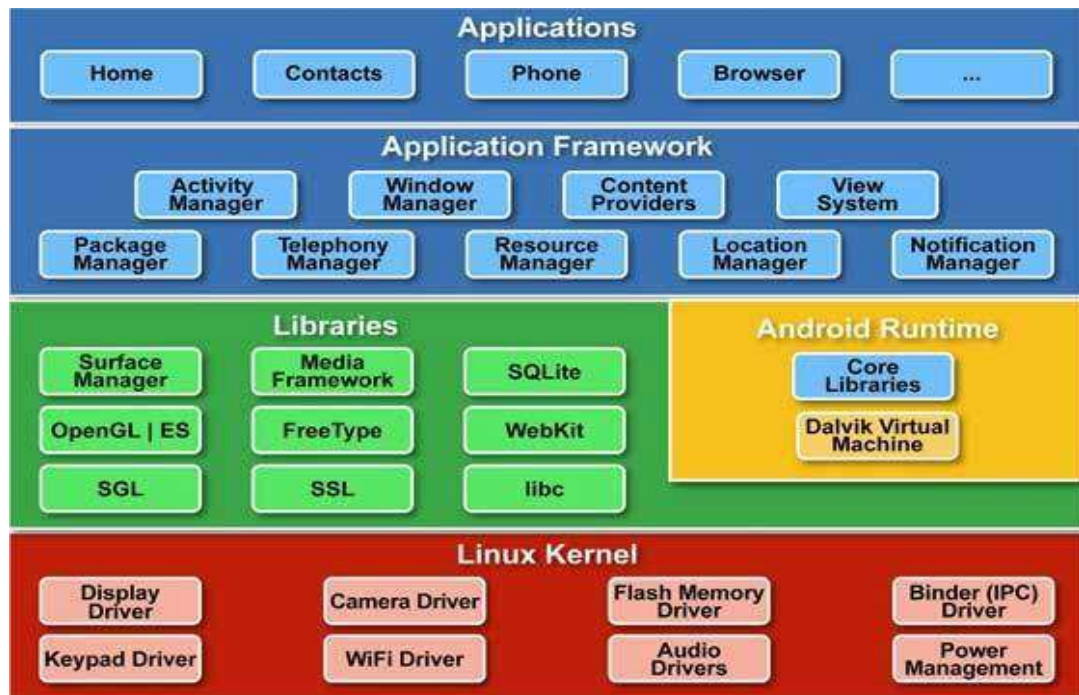 Applications
Home
Contacts
Phone
Browser
...
Application Framework
Activity
Manager
Window
Manager
Content
Providers
View
System
Package
Manager
Telephony
Manager
Resource
Manager
Location
Manager
Notification
Manager
Libraries
Surface
Manager
Media
Framework
SQLite
OpenGL | ES
FreeType
WebKit
SGL
SSL
libc
Android Runtime
Core
Libraries
Dalvik Virtual
Machine
Linux Kernel
Display
Driver
Camera Driver
Flash Memory
Driver
Binder (IPC)
Driver
Keypad Driver
WiFi Driver
Audio
Drivers
Power
Management